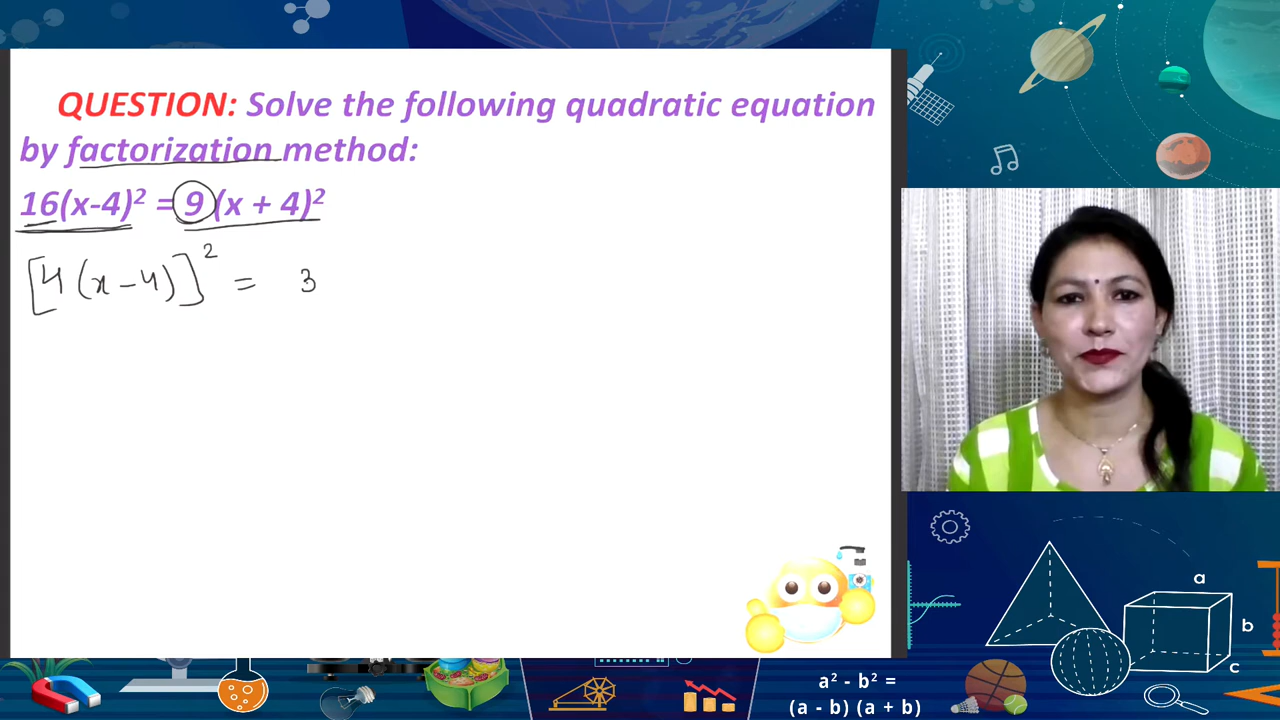 QUESTION: Solve the following quadratic equation
by factorization method:
16(x-4)² = 9 (x + 4)²
[4(x-4)]² = 3
a
b
c
a² - b² =
(a - b) (a + b)